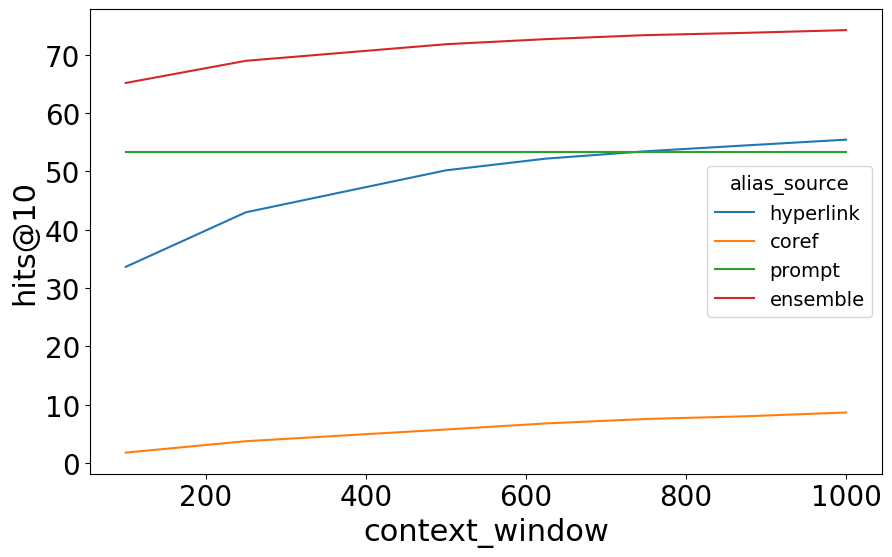 hits@10
70
60
50
40
30
20
10
0
200 400 600 800 1000
context_window
alias_source
hyperlink
coref
prompt
ensemble